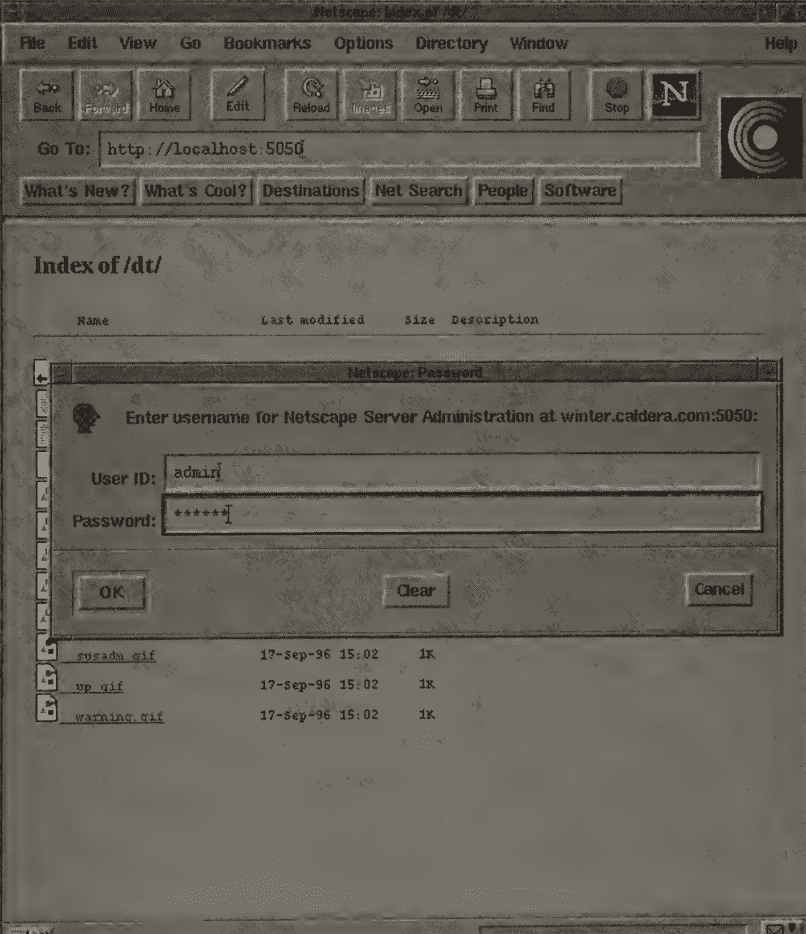 Netscape: Index of /dt/
File Edit View Go Bookmarks Options Directory Window Help
Back Forward Home Edit Reload Images Open Print Find Stop N
Go To: http://localhost:5050
What's New? What's Cool? Destinations Net Search People Software
Index of /dt/
Name Last modified Size Description
Netscape: Password
Enter username for Netscape Server Administration at winter.caldera.com:5050:
User ID: admin
Password: ******
OK Clear Cancel
sysadm.gif 17-Sep-96 15:02 1K
up.gif 17-Sep-96 15:02 1K
warning.gif 17-Sep-96 15:02 1K